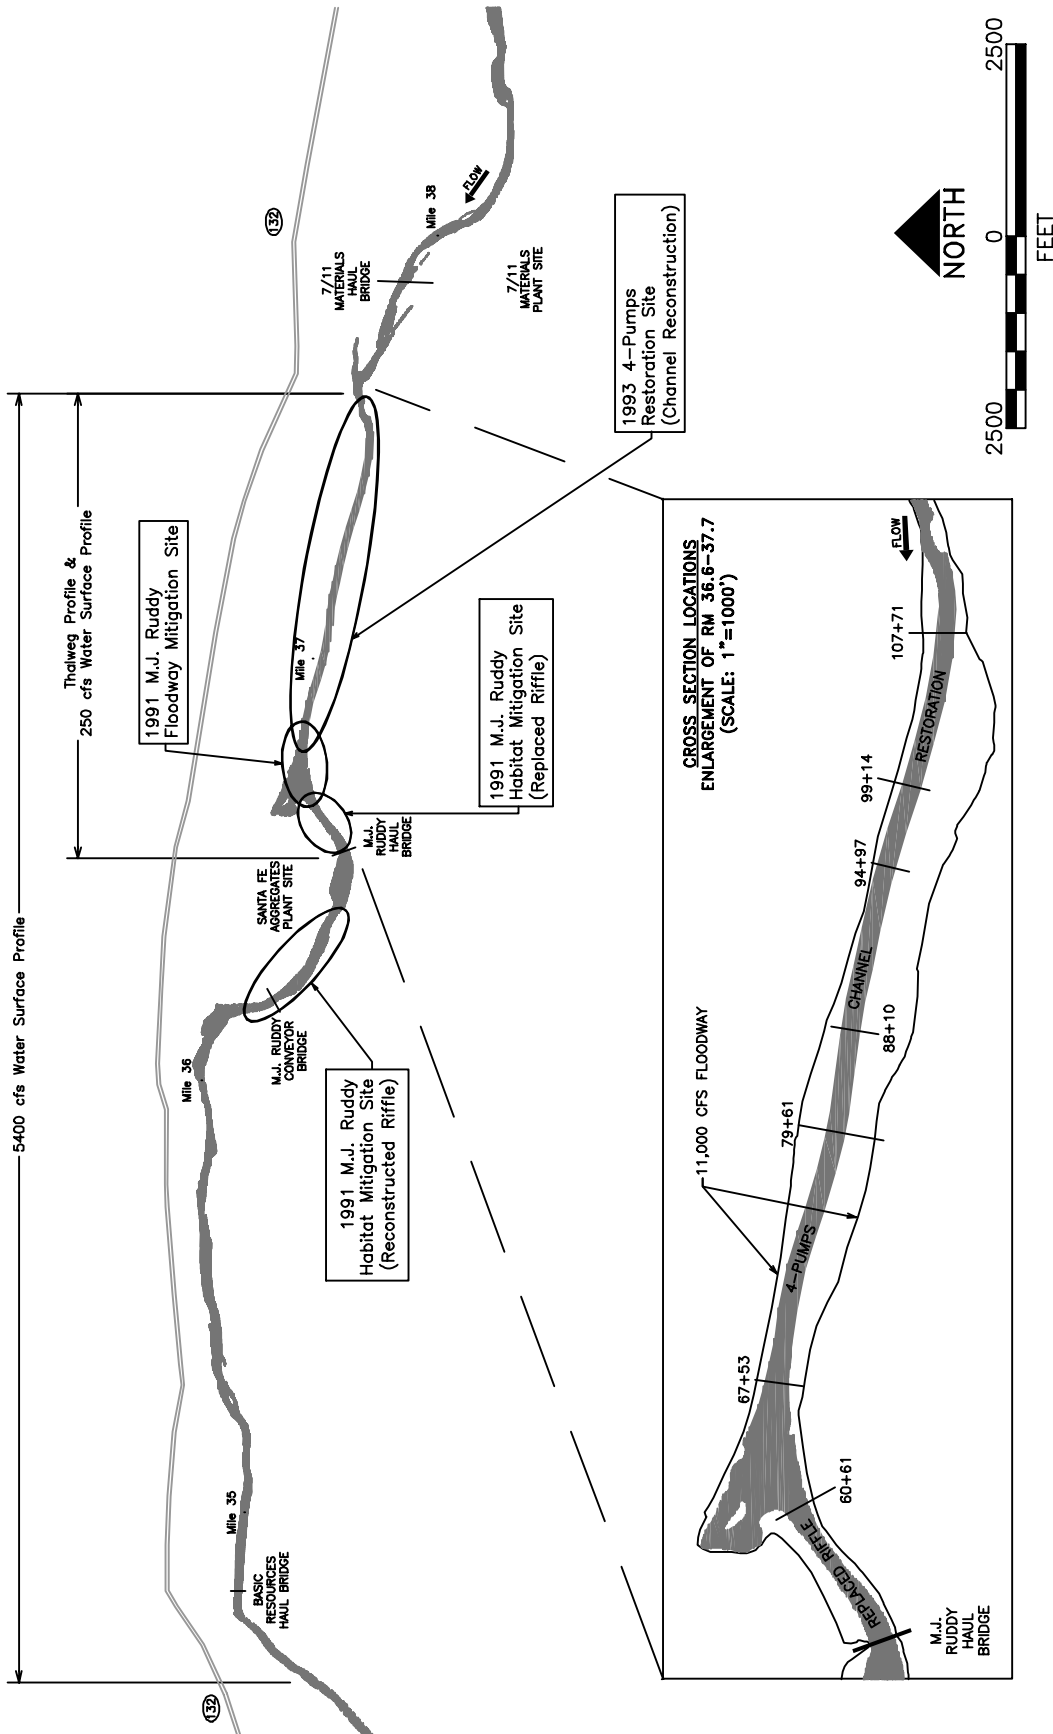 5400 cfs Water Surface Profile
Thalweg Profile &
250 cfs Water Surface Profile
132
132
1991 M.J. Ruddy
Floodway Mitigation Site
7/11
MATERIALS
HAUL
BRIDGE
Mile 38
FLOW
7/11
MATERIALS
PLANT SITE
Mile 37
SANTA FE
AGGREGATES
PLANT SITE
M.J.
RUDDY
HAUL
BRIDGE
Mile 36
M.J. RUDDY
CONVEYOR
BRIDGE
Mile 35
BASIC
RESOURCES
HAUL BRIDGE
1991 M.J. Ruddy
Habitat Mitigation Site
(Reconstructed Riffle)
1991 M.J. Ruddy
Habitat Mitigation Site
(Replaced Riffle)
1993 4-Pumps
Restoration Site
(Channel Reconstruction)
CROSS SECTION LOCATIONS
ENLARGEMENT OF RM 36.6-37.7
(SCALE: 1"=1000')
11,000 CFS FLOODWAY
FLOW
107+71
99+14
94+97
88+10
79+61
67+53
60+61
REPLACED RIFFLE
4-PUMPS
CHANNEL
RESTORATION
M.J.
RUDDY
HAUL
BRIDGE
NORTH
2500
0
2500
FEET